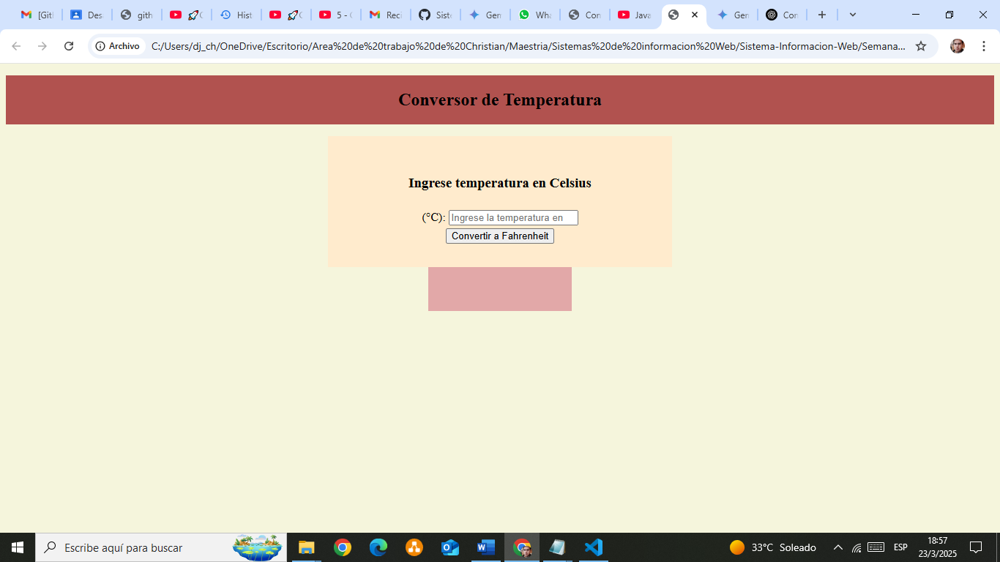 [Git Des gith Hist 5 - C Reci Siste Gen Wha Con Java Gen Con
Archivo C:/Users/dj_ch/OneDrive/Escritorio/Area%20de%20trabajo%20de%20Christian/Maestria/Sistemas%20de%20informacion%20Web/Sistema-Informacion-Web/Semana...
Conversor de Temperatura
Ingrese temperatura en Celsius
(°C): Ingrese la temperatura en
Convertir a Fahrenheit
Escribe aquí para buscar 33°C Soleado ESP 18:57
23/3/2025